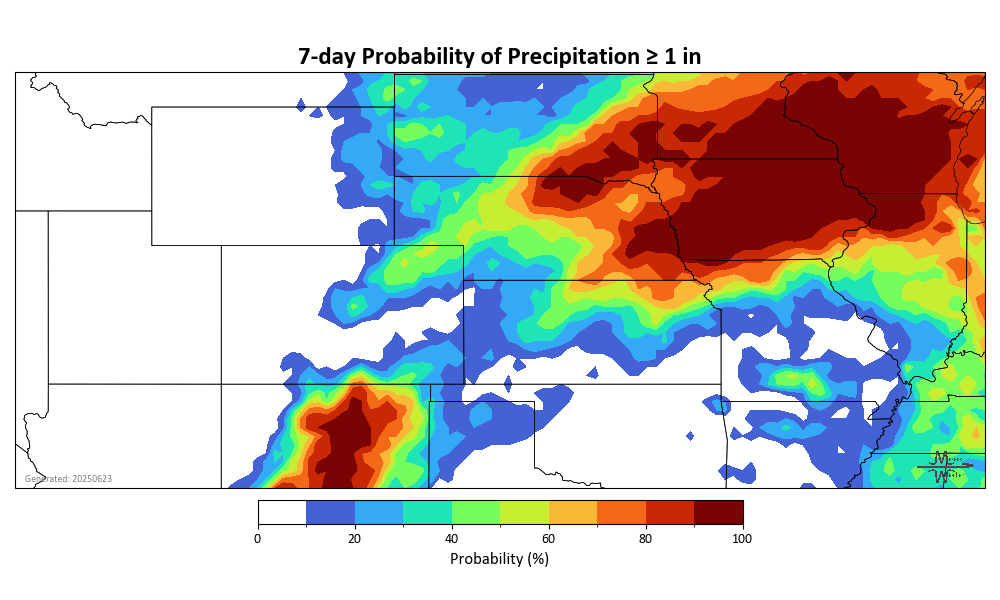 7-day Probability of Precipitation ≥ 1 in
Generated: 20250623
0 20 40 60 80 100
Probability (%)